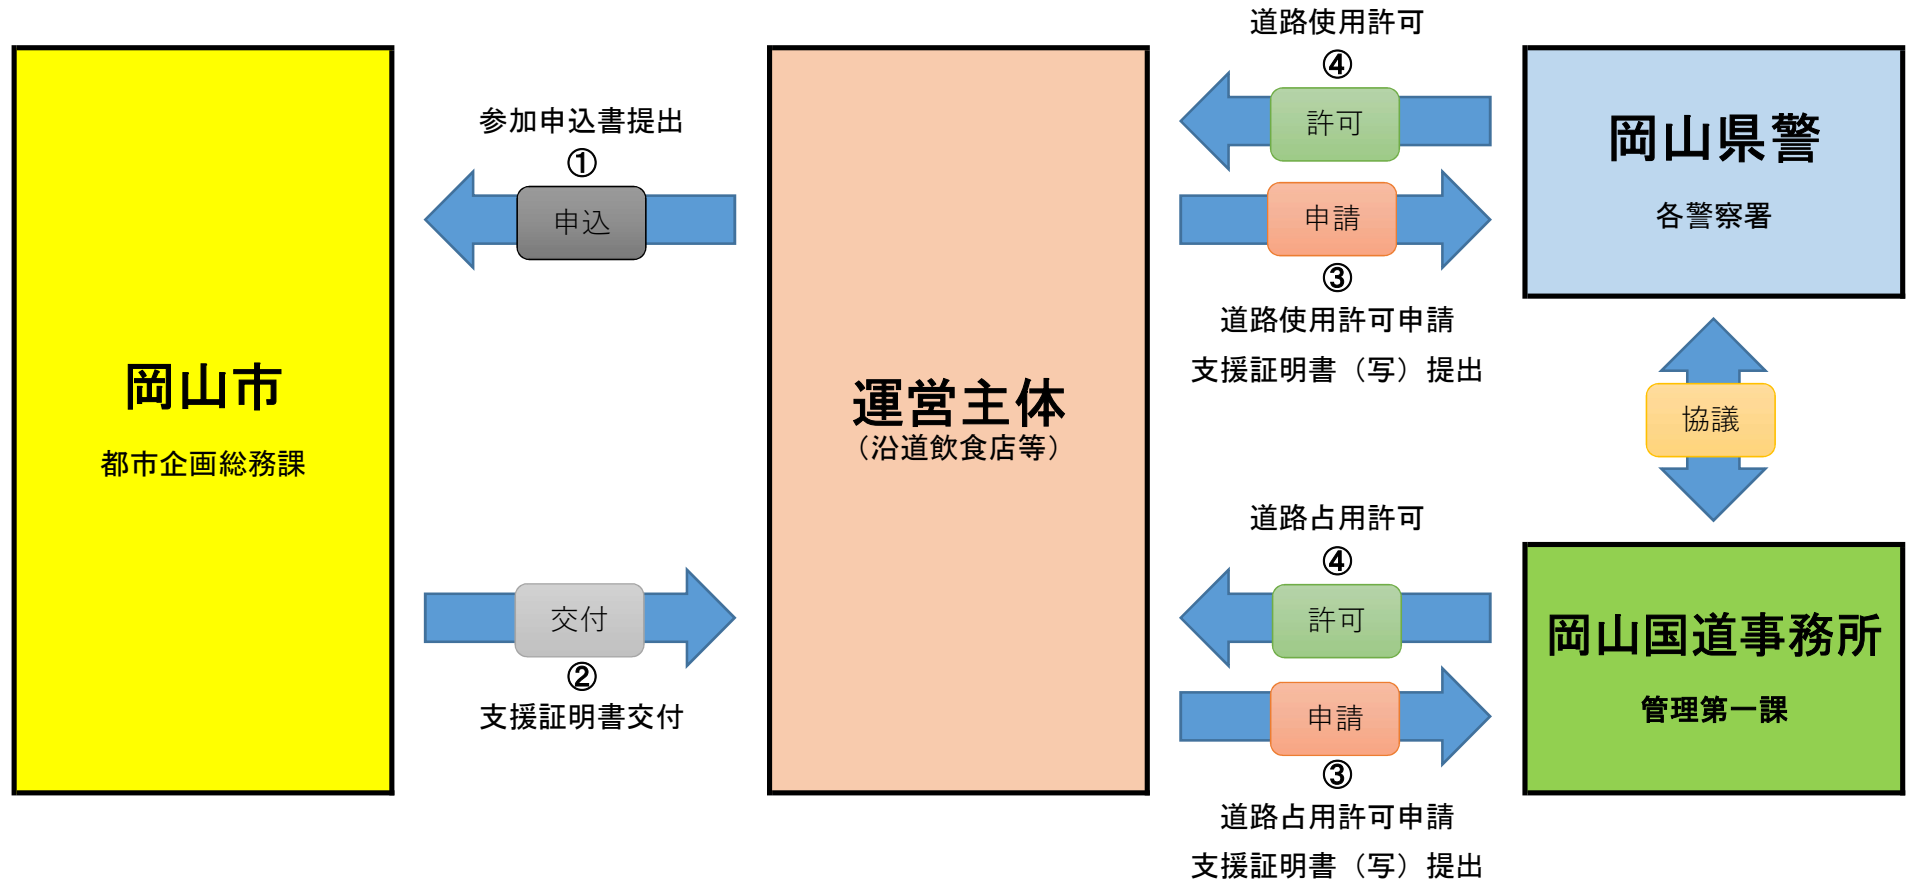 岡山市
都市企画総務課
参加申込書提出
①
申込
交付
②
支援証明書交付
運営主体
（沿道飲食店等）
道路使用許可
④
許可
申請
③
道路使用許可申請
支援証明書（写）提出
道路占用許可
④
許可
申請
③
道路占用許可申請
支援証明書（写）提出
岡山県警
各警察署
協議
岡山国道事務所
管理第一課